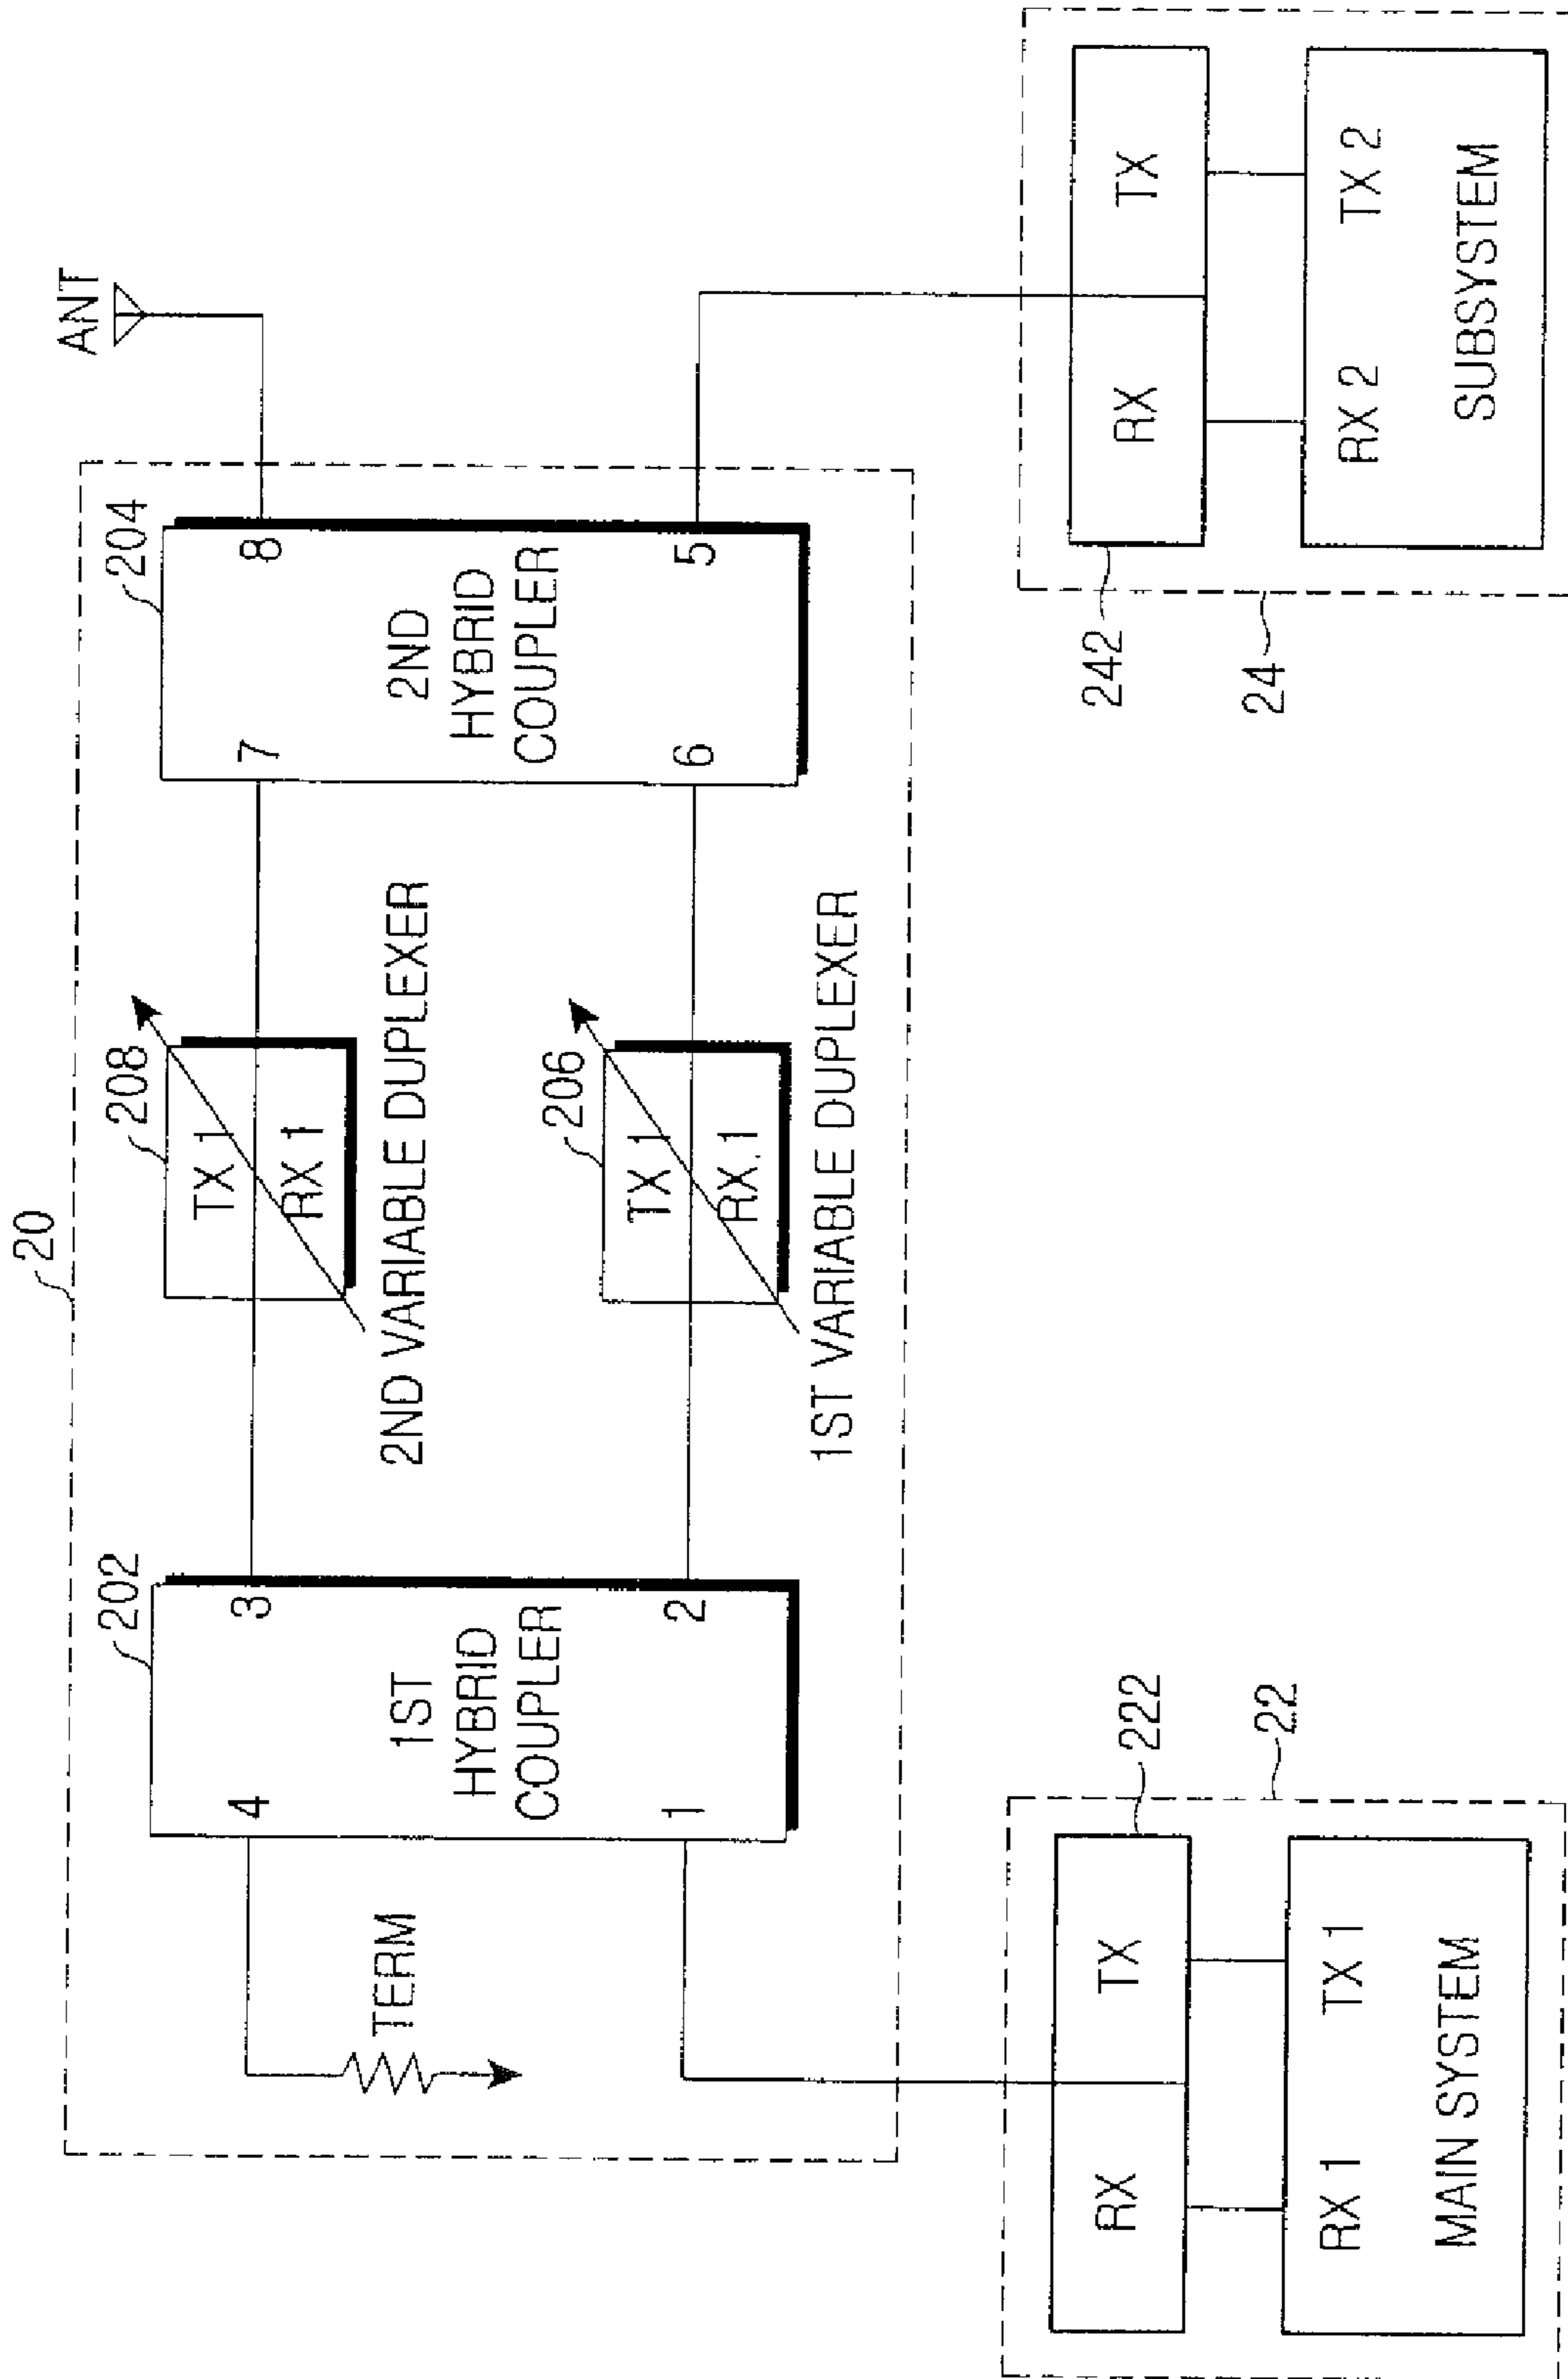 20
202
4
3
1ST
HYBRID
COUPLER
1
2
TERM
208
TX 1
RX 1
2ND VARIABLE DUPLEXER
206
TX 1
RX 1
1ST VARIABLE DUPLEXER
204
7
8
2ND
HYBRID
COUPLER
6
5
ANT
222
RX
TX
RX 1
TX 1
MAIN SYSTEM
22
242
RX
TX
RX 2
TX 2
SUBSYSTEM
24